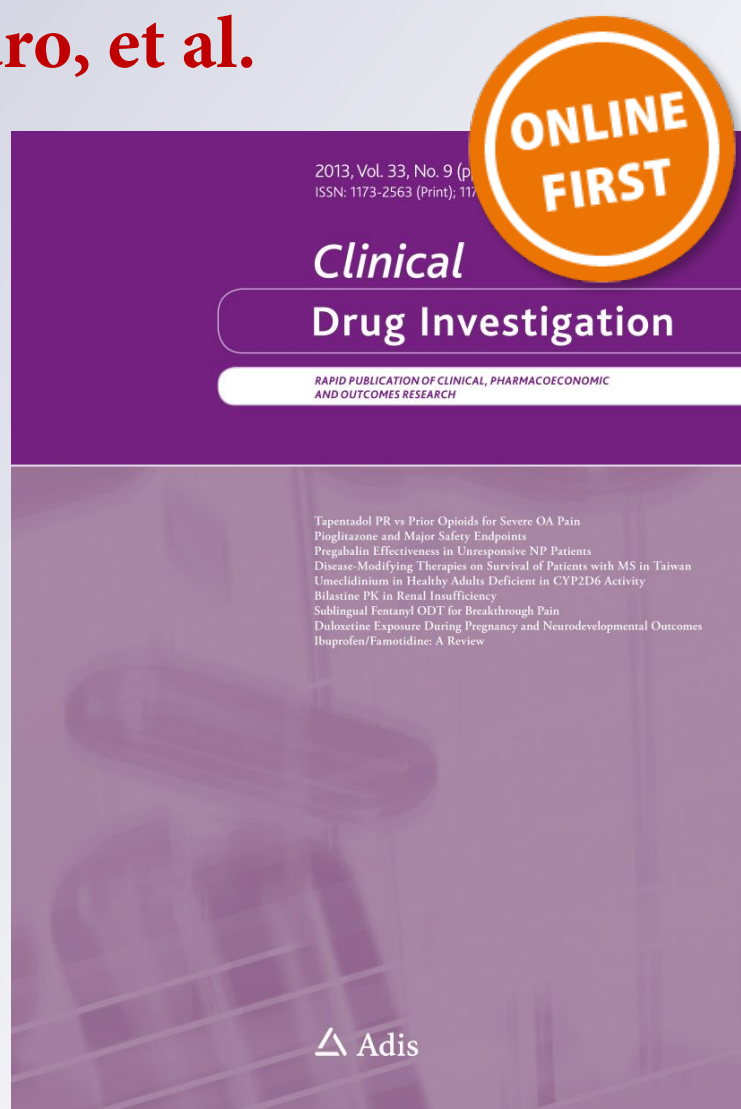 et al.
ONLINE
FIRST
2013, Vol. 33, No. 9
ISSN: 1173-2563 (Print);
Clinical
Drug Investigation
RAPID PUBLICATION OF CLINICAL, PHARMACOECONOMIC
AND OUTCOMES RESEARCH
Tapentadol PR vs Prior Opioids for Severe OA Pain
Pioglitazone and Major Safety Endpoints
Pregabalin Effectiveness in Unresponsive NP Patients
Disease-Modifying Therapies on Survival of Patients with MS in Taiwan
Umeclidinium in Healthy Adults Deficient in CYP2D6 Activity
Bilastine PK in Renal Insufficiency
Sublingual Fentanyl ODT for Breakthrough Pain
Duloxetine Exposure During Pregnancy and Neurodevelopmental Outcomes
Ibuprofen/Famotidine: A Review
Adis